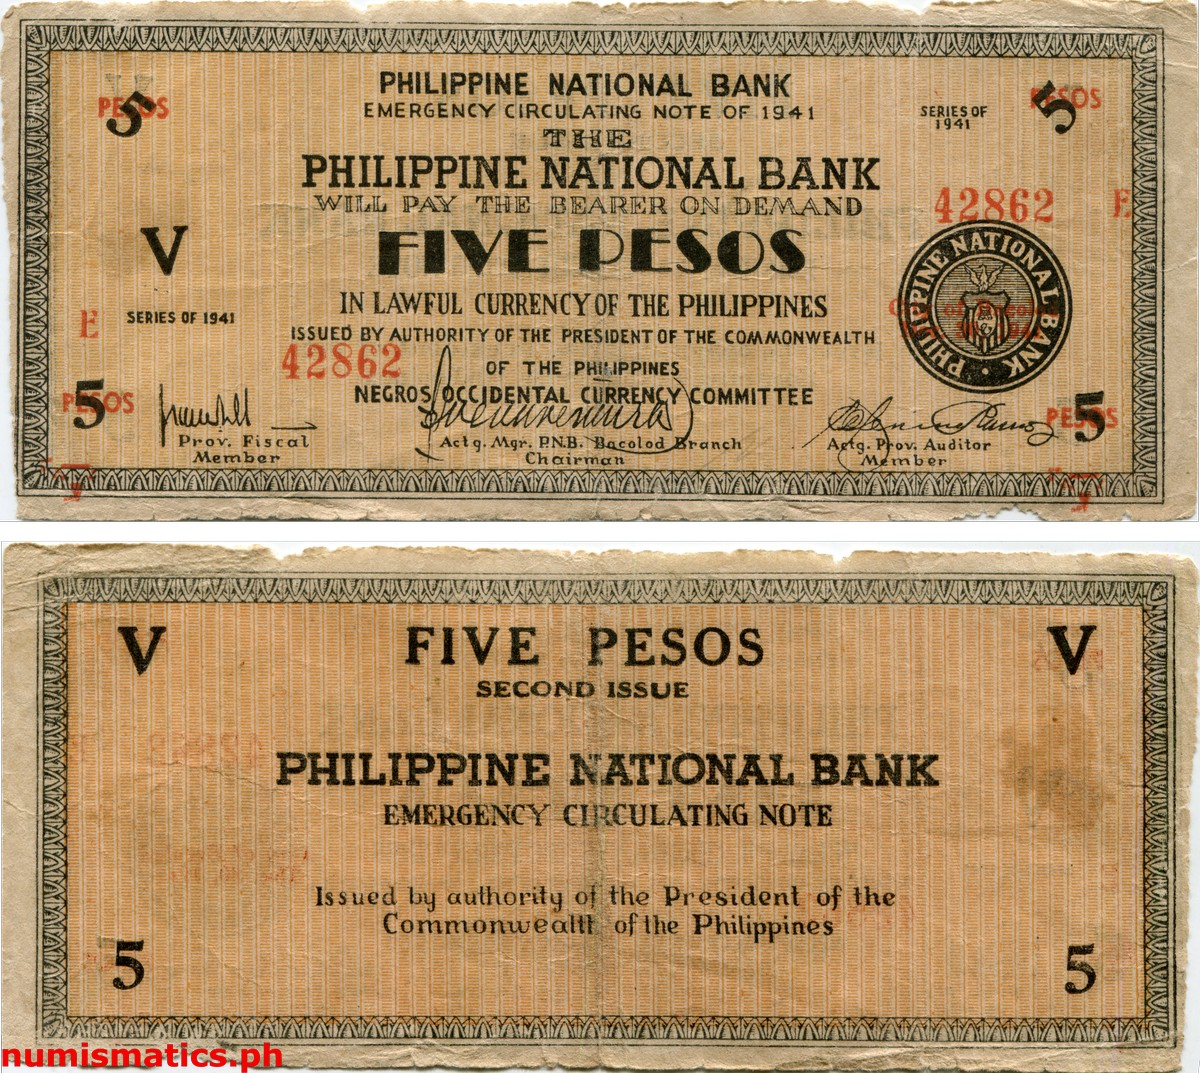 PHILIPPINE NATIONAL BANK
EMERGENCY CIRCULATING NOTE OF 1941
PESOS
5
PESOS
5
SERIES OF
1941
THE
PHILIPPINE NATIONAL BANK
WILL PAY THE BEARER ON DEMAND
42862
E
V
FIVE PESOS
PHILIPPINE NATIONAL BANK
IN LAWFUL CURRENCY OF THE PHILIPPINES
E
SERIES OF 1941
ISSUED BY AUTHORITY OF THE PRESIDENT OF THE COMMONWEALTH
42862
OF THE PHILIPPINES
NEGROS OCCIDENTAL CURRENCY COMMITTEE
PESOS
5
PESOS
5
Prov. Fiscal
Member
Actg. Mgr. P.N.B. Bacolod Branch
Chairman
Actg. Prov. Auditor
Member
V
FIVE PESOS
V
SECOND ISSUE
PHILIPPINE NATIONAL BANK
EMERGENCY CIRCULATING NOTE
Issued by authority of the President of the
Commonwealth of the Philippines
5
5
numismatics.ph